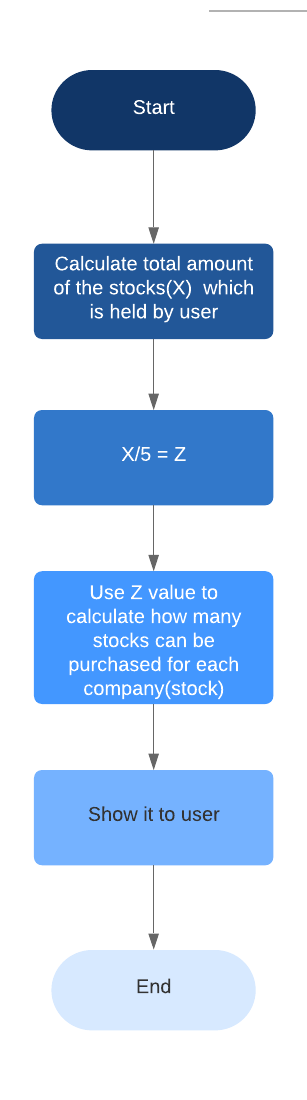 Start
Calculate total amount
of the stocks(X)  which
is held by user
X/5 = Z
Use Z value to
calculate how many
stocks can be
purchased for each
company(stock)
Show it to user
End